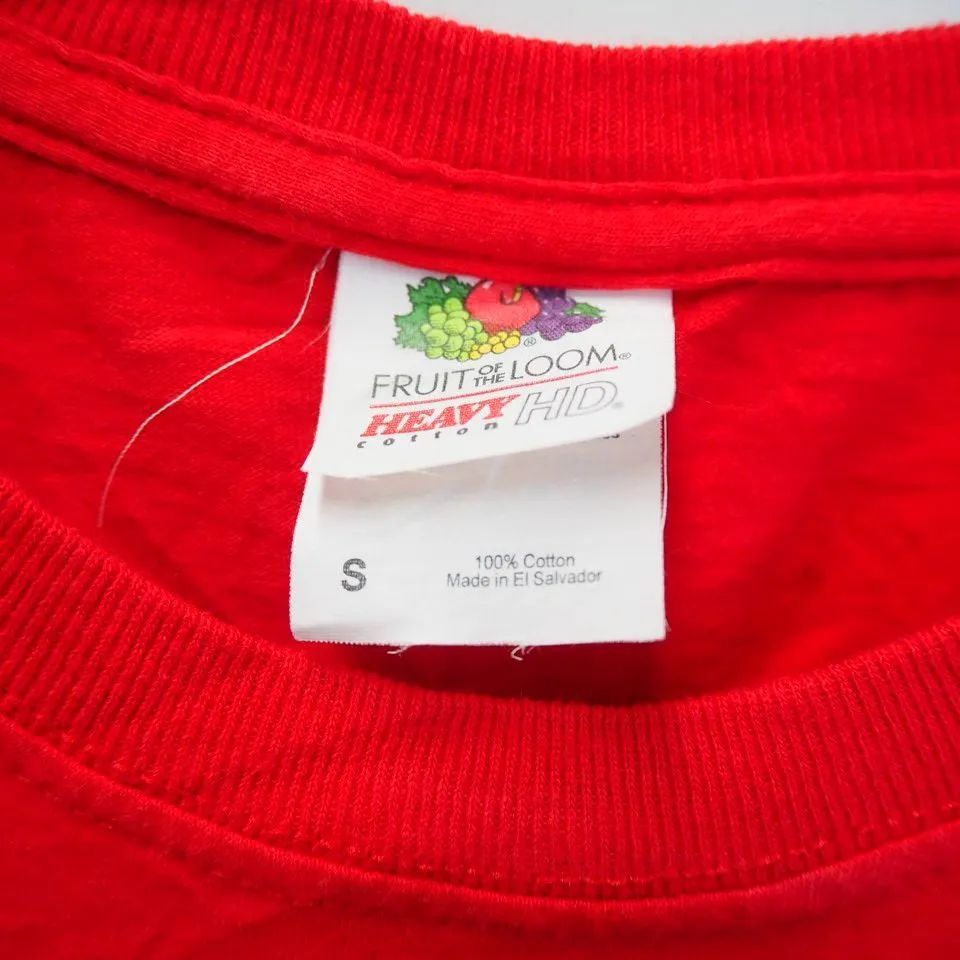 FRUIT OF THE LOOM®
HEAVY HD®
cotton
S
100% Cotton
Made in El Salvador